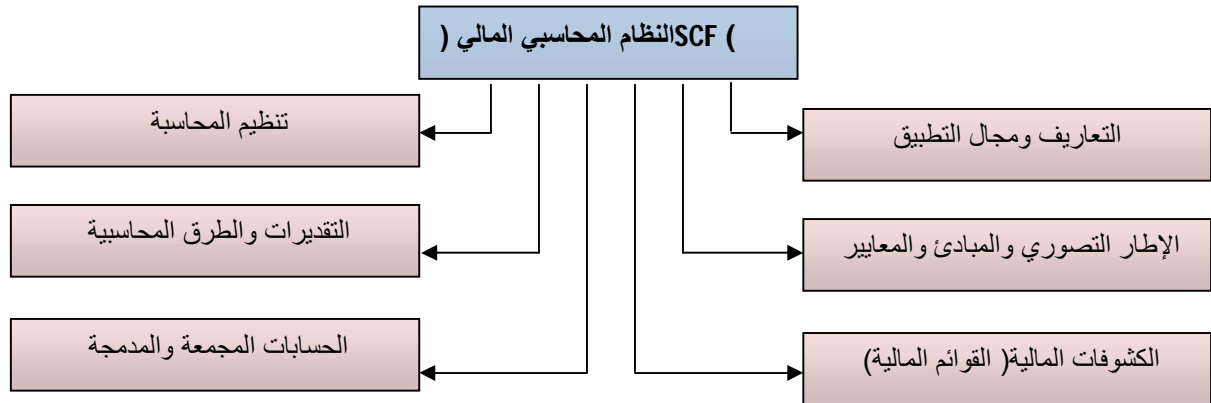 النظام المحاسبي المالي (SCF )
التعاريف ومجال التطبيق
الإطار التصوري والمبادئ والمعايير
الكشوفات المالية( القوائم المالية)
تنظيم المحاسبة
التقديرات والطرق المحاسبية
الحسابات المجمعة والمدمجة